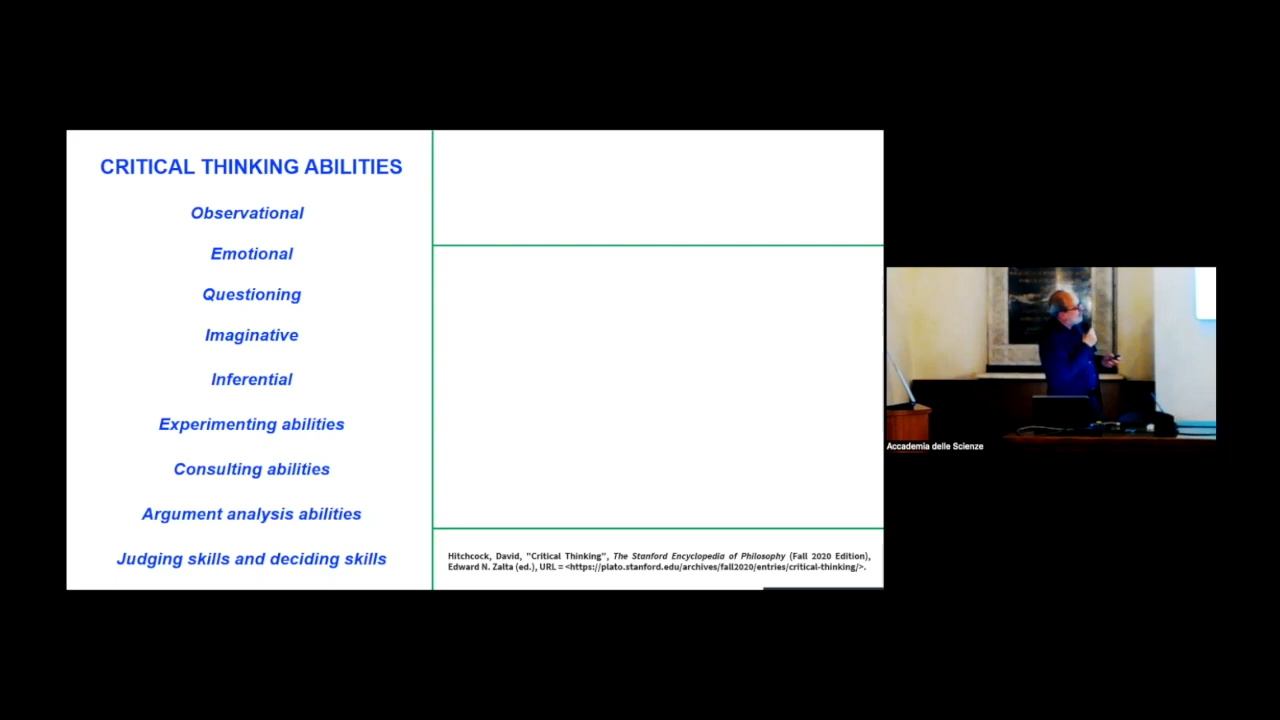 CRITICAL THINKING ABILITIES
Observational
Emotional
Questioning
Imaginative
Inferential
Experimenting abilities
Consulting abilities
Argument analysis abilities
Judging skills and deciding skills
Hitchcock, David, "Critical Thinking", The Stanford Encyclopedia of Philosophy (Fall 2020 Edition),
Edward N. Zalta (ed.), URL = <https://plato.stanford.edu/archives/fall2020/entries/critical-thinking/>.
Accademia delle Scienze